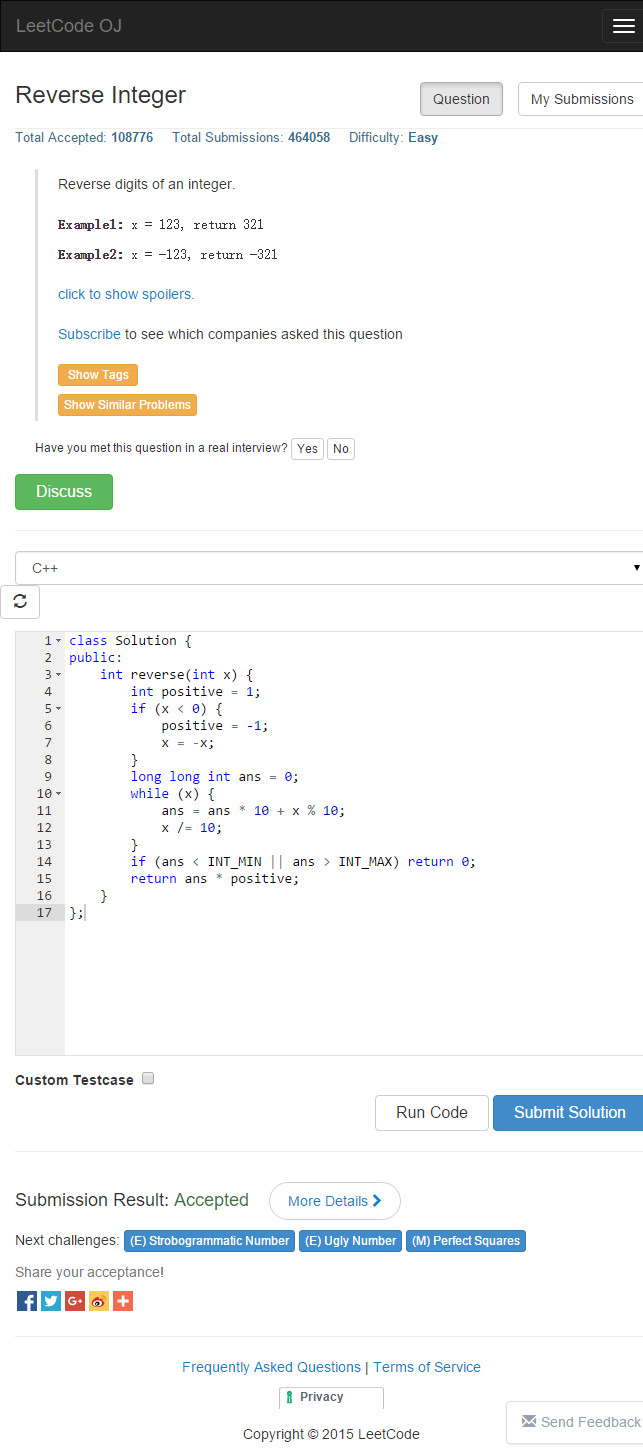 LeetCode OJ
Reverse Integer
Question
My Submissions
Total Accepted: 108776 Total Submissions: 464058 Difficulty: Easy
Reverse digits of an integer.
Example1: x = 123, return 321
Example2: x = -123, return -321
click to show spoilers.
Subscribe to see which companies asked this question
Show Tags
Show Similar Problems
Have you met this question in a real interview? Yes No
Discuss
C++
1 class Solution {
2 public:
3     int reverse(int x) {
4         int positive = 1;
5         if (x < 0) {
6             positive = -1;
7             x = -x;
8         }
9         long long int ans = 0;
10         while (x) {
11             ans = ans * 10 + x % 10;
12             x /= 10;
13         }
14         if (ans < INT_MIN || ans > INT_MAX) return 0;
15         return ans * positive;
16     }
17 };
Custom Testcase
Run Code
Submit Solution
Submission Result: Accepted More Details
Next challenges: (E) Strobogrammatic Number (E) Ugly Number (M) Perfect Squares
Share your acceptance!
Frequently Asked Questions | Terms of Service
Privacy
Send Feedback
Copyright © 2015 LeetCode